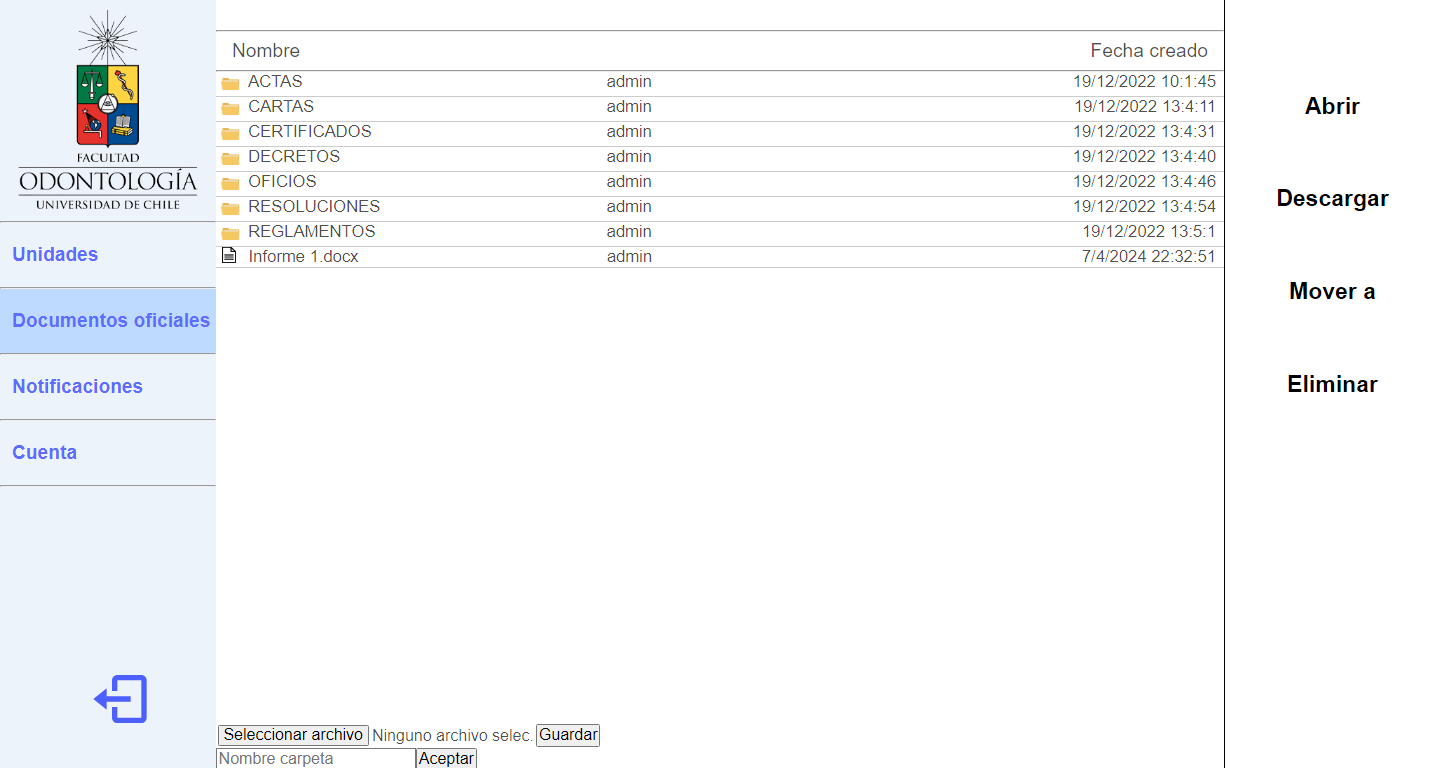 FACULTAD
ODONTOLOGÍA
UNIVERSIDAD DE CHILE
Unidades
Documentos oficiales
Notificaciones
Cuenta
Nombre Fecha creado
ACTAS admin 19/12/2022 10:1:45
CARTAS admin 19/12/2022 13:4:11
CERTIFICADOS admin 19/12/2022 13:4:31
DECRETOS admin 19/12/2022 13:4:40
OFICIOS admin 19/12/2022 13:4:46
RESOLUCIONES admin 19/12/2022 13:4:54
REGLAMENTOS admin 19/12/2022 13:5:1
Informe 1.docx admin 7/4/2024 22:32:51
Seleccionar archivo Ninguno archivo selec. Guardar
Nombre carpeta Aceptar
Abrir
Descargar
Mover a
Eliminar